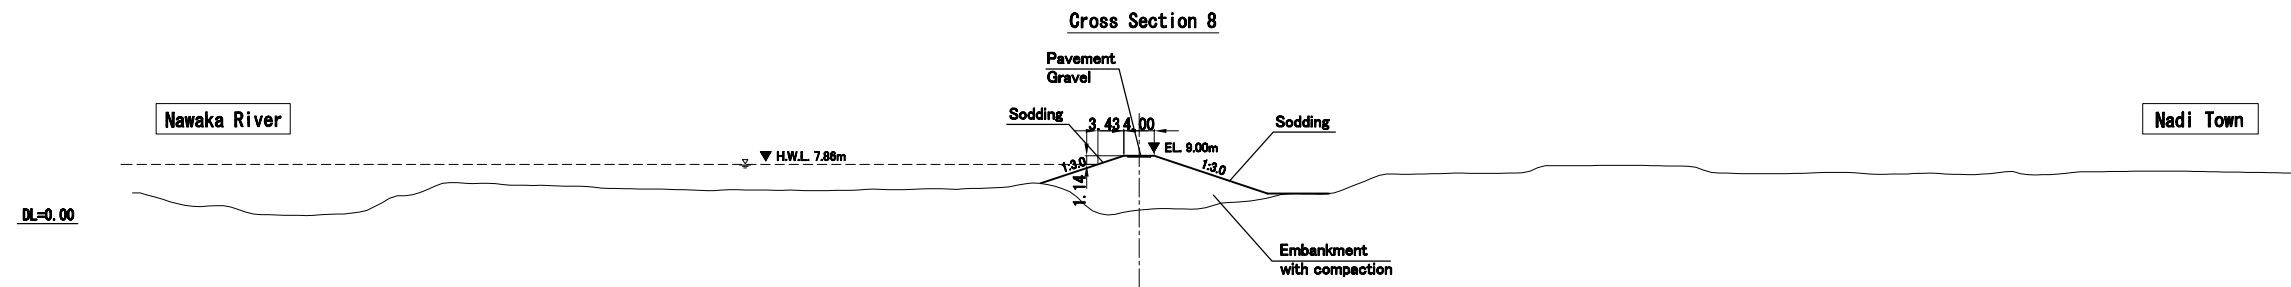 Cross Section 8
Pavement
Gravel
Nawaka River
Sodding
3.43
4.00
Sodding
Nadi Town
H.W.L. 7.86m
EL. 9.00m
1:3.0
1:3.0
1.14
DL=0.00
Embankment
with compaction